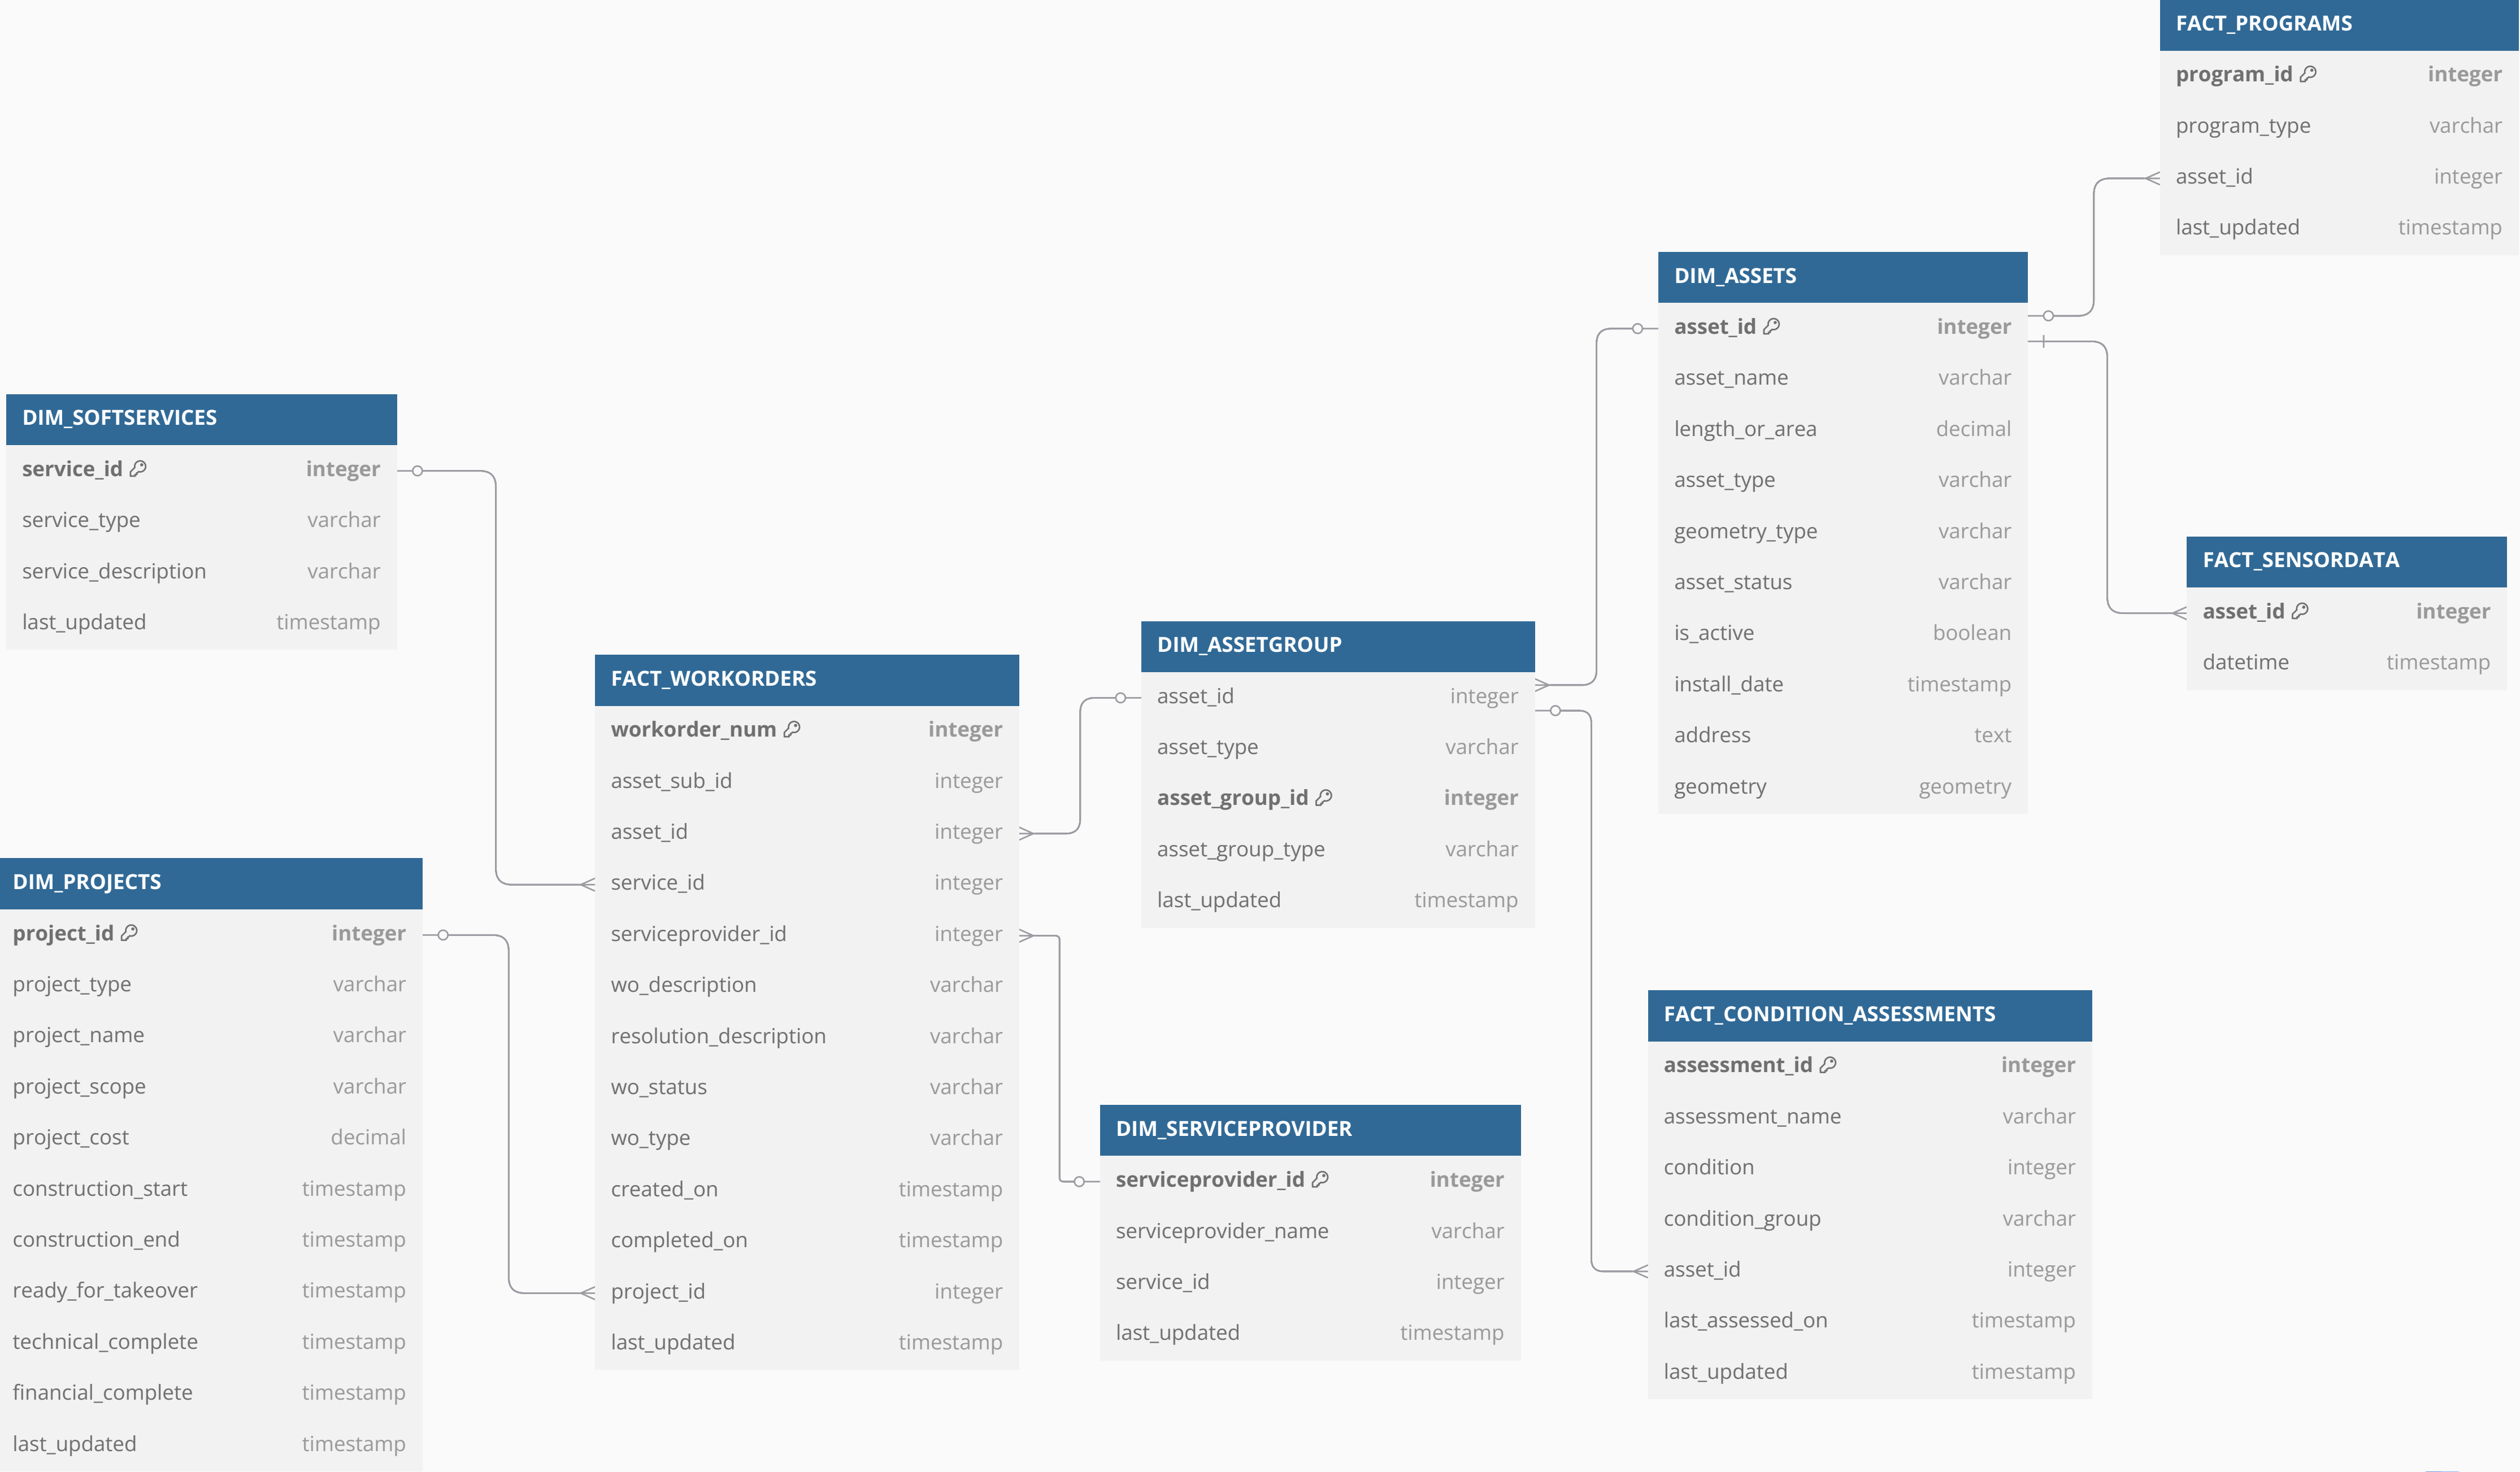 FACT_PROGRAMS
program_id integer
program_type varchar
asset_id integer
last_updated timestamp
DIM_ASSETS
asset_id integer
asset_name varchar
length_or_area decimal
asset_type varchar
geometry_type varchar
asset_status varchar
is_active boolean
install_date timestamp
address text
geometry geometry
DIM_SOFTSERVICES
service_id integer
service_type varchar
service_description varchar
last_updated timestamp
FACT_SENSORDATA
asset_id integer
datetime timestamp
DIM_ASSETGROUP
asset_id integer
asset_type varchar
asset_group_id integer
asset_group_type varchar
last_updated timestamp
FACT_WORKORDERS
workorder_num integer
asset_sub_id integer
asset_id integer
service_id integer
serviceprovider_id integer
wo_description varchar
resolution_description varchar
wo_status varchar
wo_type varchar
created_on timestamp
completed_on timestamp
project_id integer
last_updated timestamp
DIM_PROJECTS
project_id integer
project_type varchar
project_name varchar
project_scope varchar
project_cost decimal
construction_start timestamp
construction_end timestamp
ready_for_takeover timestamp
technical_complete timestamp
financial_complete timestamp
last_updated timestamp
DIM_SERVICEPROVIDER
serviceprovider_id integer
serviceprovider_name varchar
service_id integer
last_updated timestamp
FACT_CONDITION_ASSESSMENTS
assessment_id integer
assessment_name varchar
condition integer
condition_group varchar
asset_id integer
last_assessed_on timestamp
last_updated timestamp